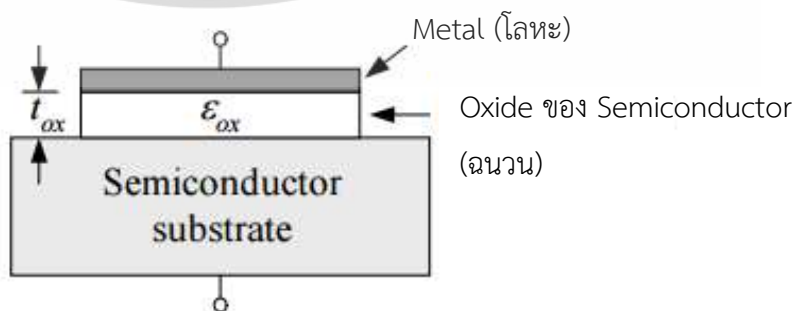 Metal (โลหะ)
t_ox
ε_ox
Oxide ของ Semiconductor
(ฉนวน)
Semiconductor
substrate